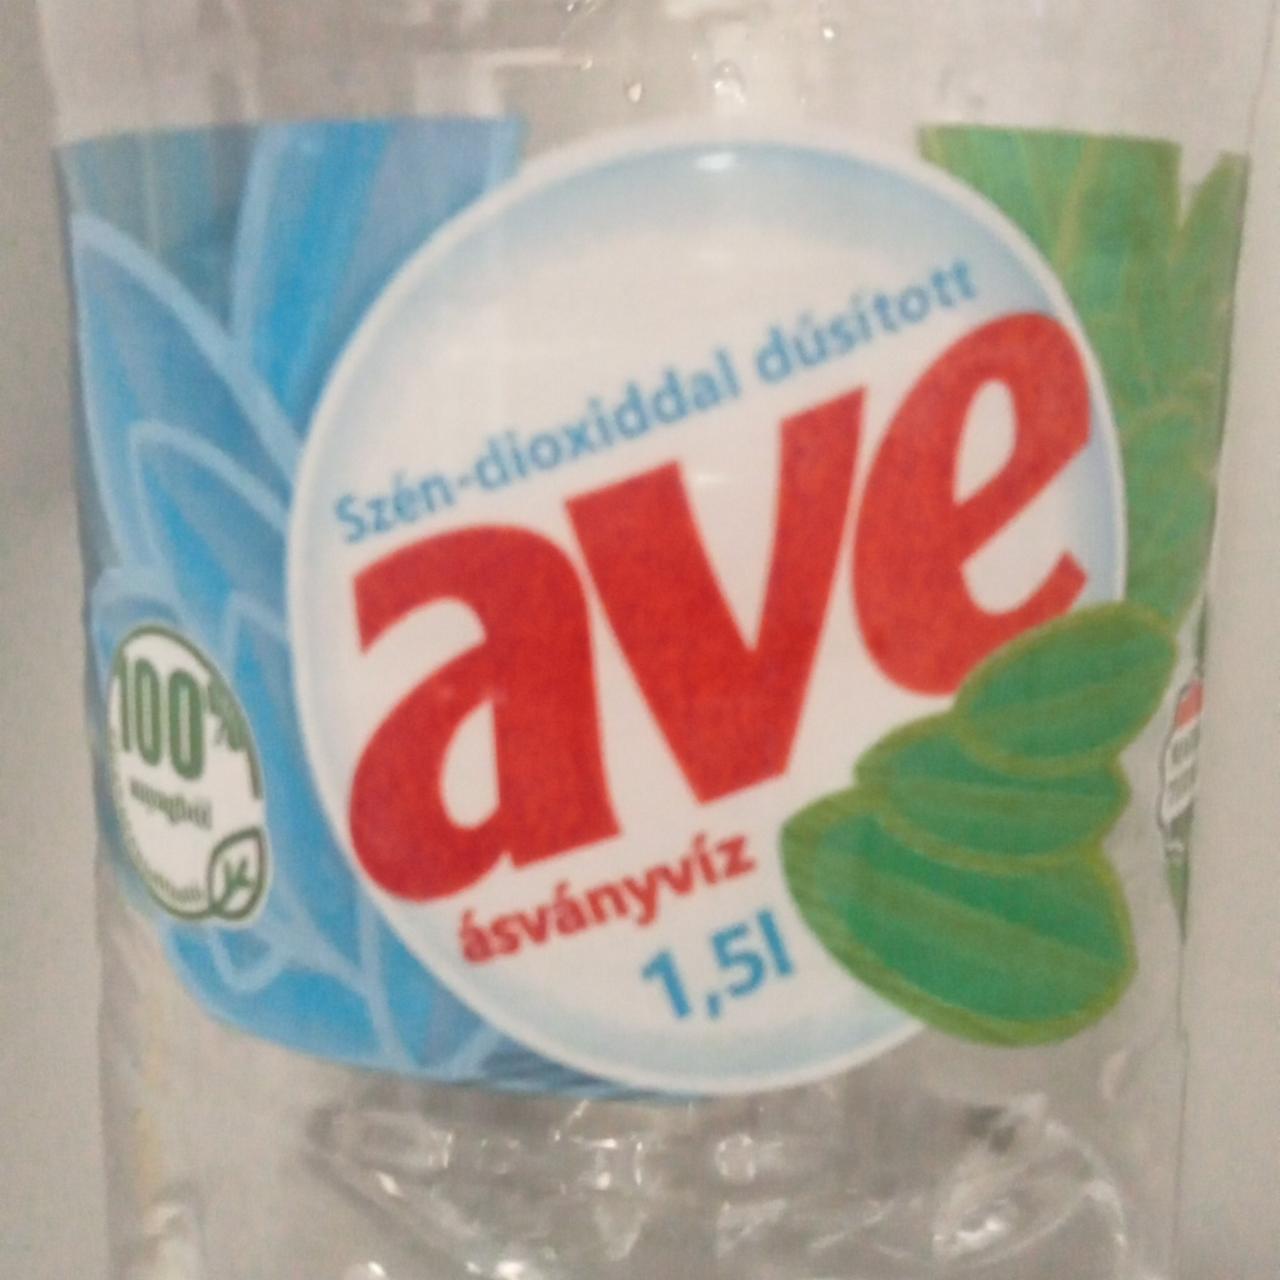 Szén-dioxiddal dúsított
ave
ásványvíz
1,5l
100%